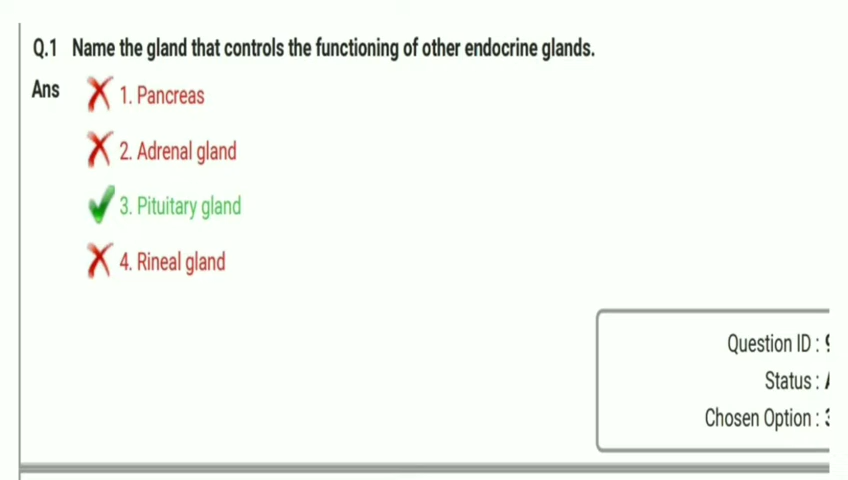 Q.1 Name the gland that controls the functioning of other endocrine glands.
Ans 1. Pancreas
2. Adrenal gland
3. Pituitary gland
4. Rineal gland
Question ID :
Status :
Chosen Option : 3